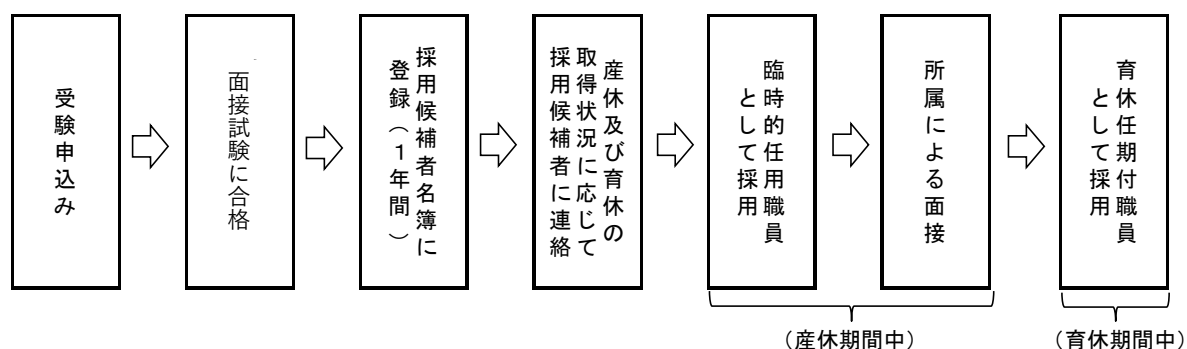 受験申込み
面接試験に合格
採用候補者名簿に
登録（１年間）
産休及び育休の
取得状況に応じて
採用候補者に連絡
臨時的任用職員
として採用
所属による面接
育休任期付職員
として採用
（産休期間中）
（育休期間中）